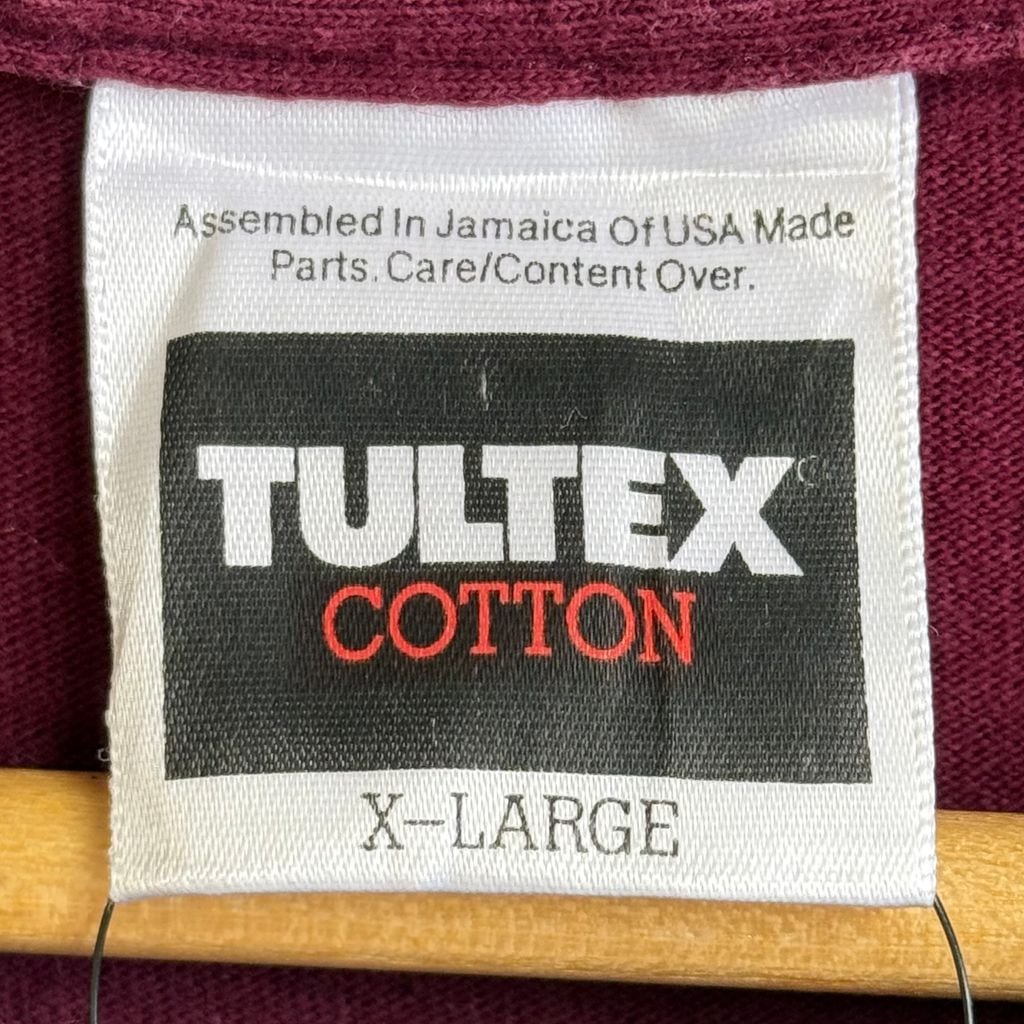 Assembled In Jamaica Of USA Made
Parts. Care/Content Over.
TULTEX
COTTON
X-LARGE